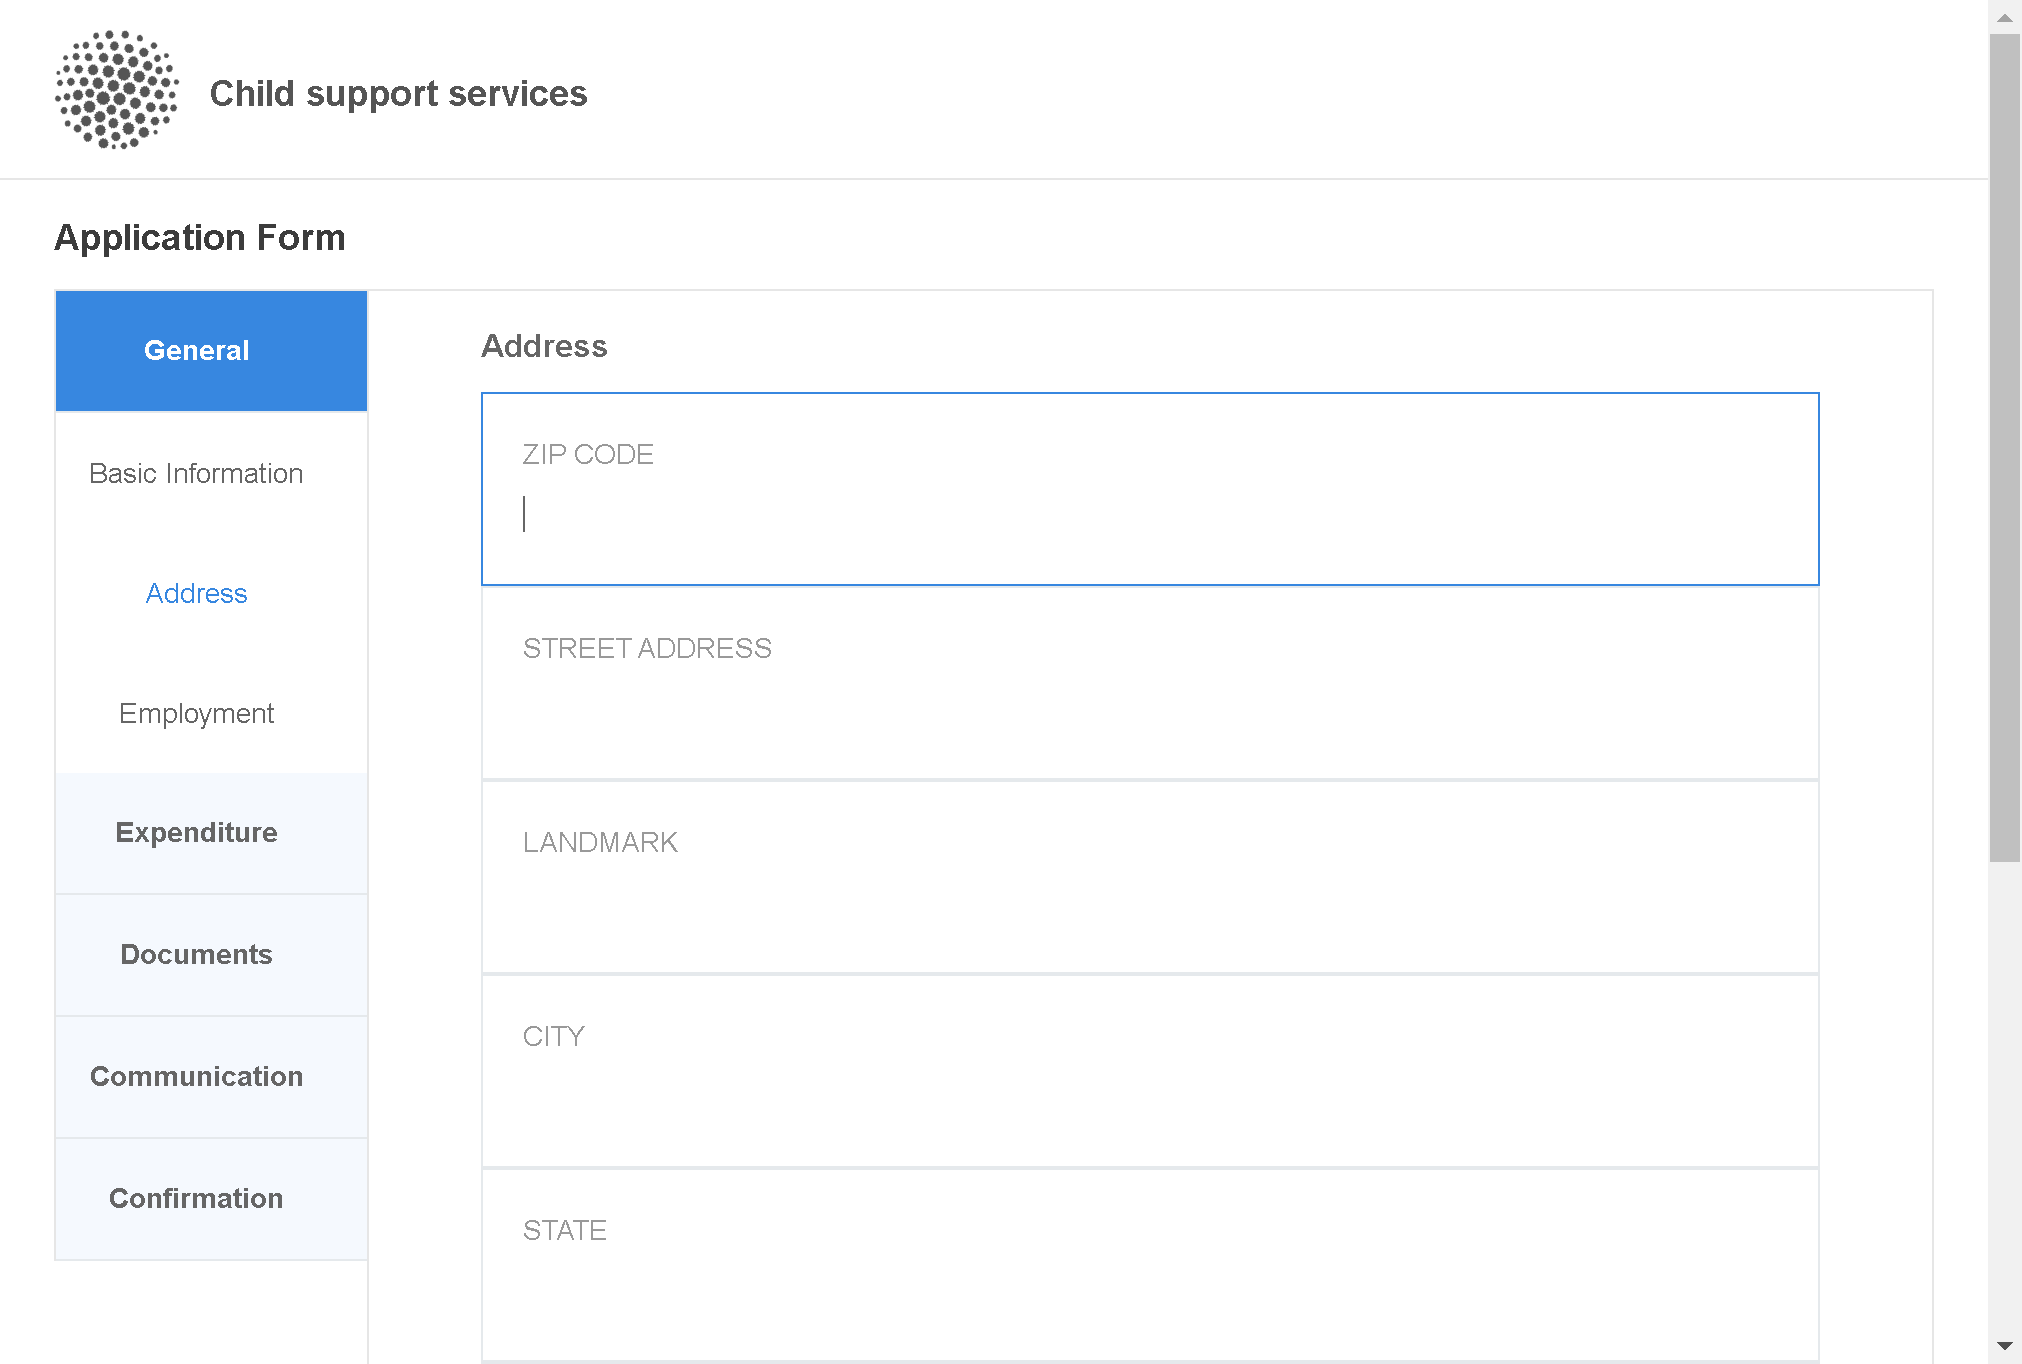 Child support services
Application Form
General
Basic Information
Address
Employment
Expenditure
Documents
Communication
Confirmation
Address
ZIP CODE
STREET ADDRESS
LANDMARK
CITY
STATE